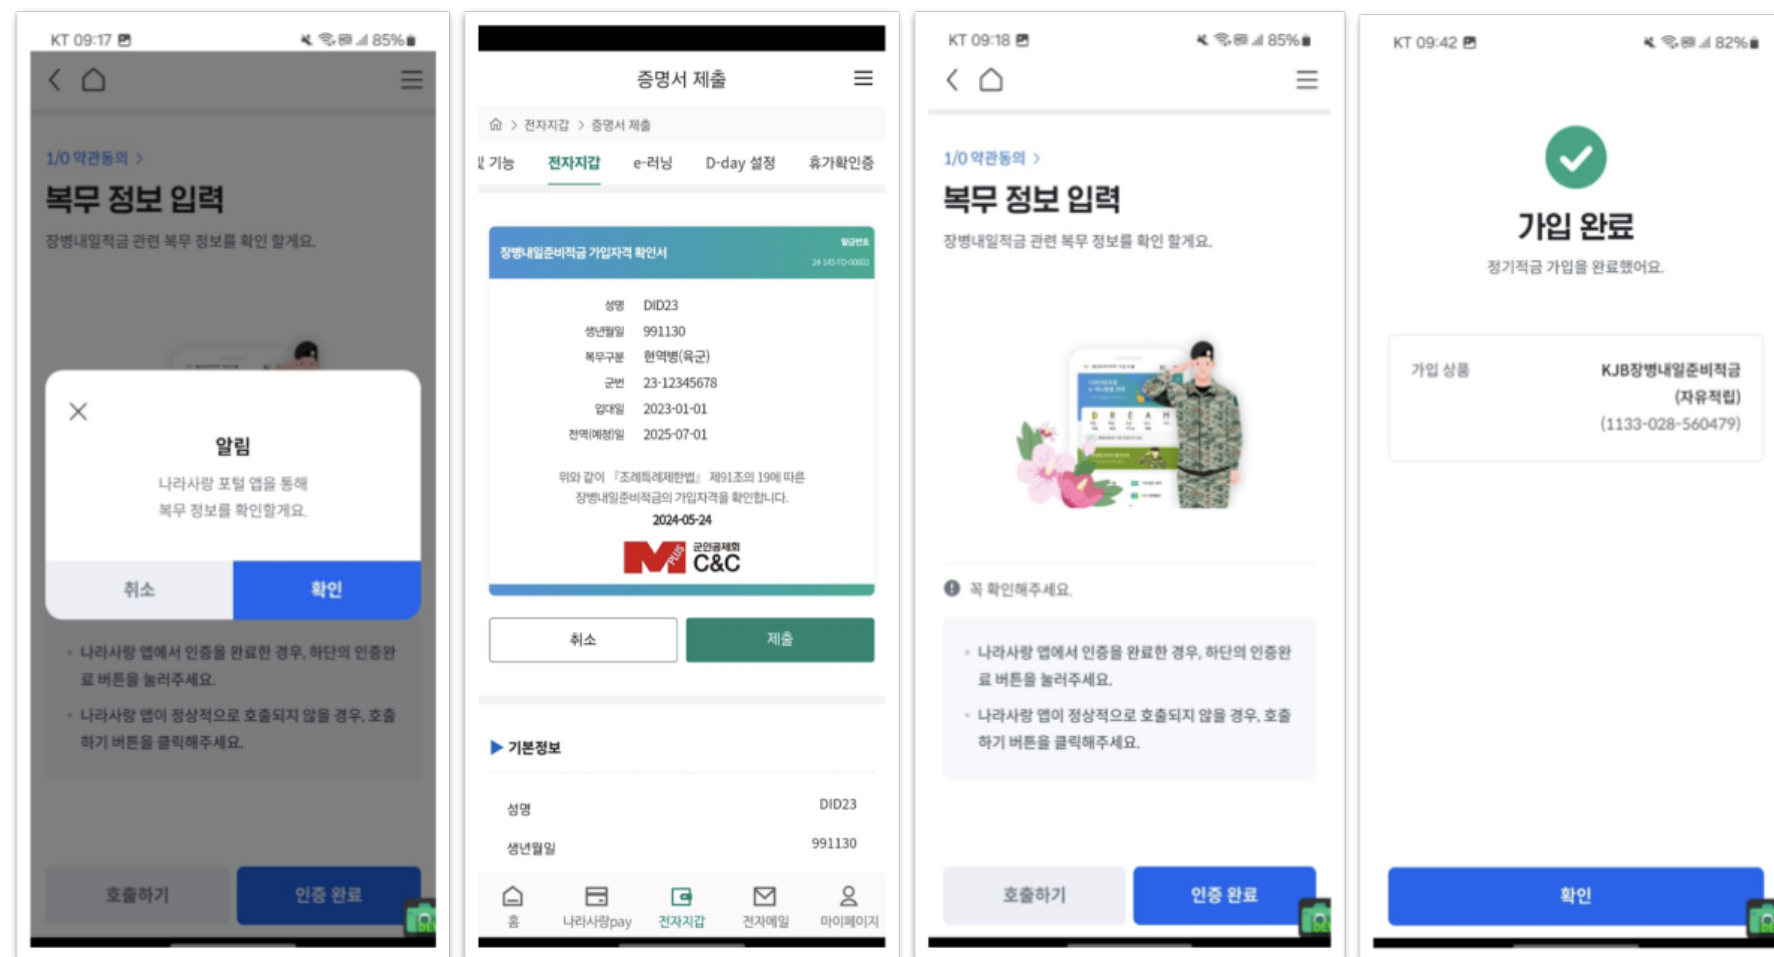 KT 09:17
85%
1/0 약관동의 >
복무 정보 입력
장병내일적금 관련 복무 정보를 확인 할게요.
알림
나라사랑 포털 앱을 통해
복무 정보를 확인할게요.
취소
확인
나라사랑 앱에서 인증을 완료한 경우, 하단의 인증완
료 버튼을 눌러주세요.
나라사랑 앱이 정상적으로 호출되지 않을 경우, 호출
하기 버튼을 클릭해주세요.
호출하기
인증 완료
증명서 제출
> 전자지갑 > 증명서 제출
및 기능
전자지갑
e-러닝
D-day 설정
휴가확인증
장병내일준비적금 가입자격 확인서
발급번호
24-145-FD-00002
성명 DID23
생년월일 991130
복무구분 현역병(육군)
군번 23-12345678
입대일 2023-01-01
전역(예정)일 2025-07-01
위와 같이 『조례특례제한법』 제91조의 19에 따른
장병내일준비적금의 가입자격을 확인합니다.
2024-05-24
M PLUS 군인공제회
C&C
취소
제출
▶ 기본정보
성명 DID23
생년월일 991130
홈
나라사랑pay
전자지갑
전자메일
마이페이지
KT 09:18
85%
1/0 약관동의 >
복무 정보 입력
장병내일적금 관련 복무 정보를 확인 할게요.
D R E A M
꼭 확인해주세요.
나라사랑 앱에서 인증을 완료한 경우, 하단의 인증완
료 버튼을 눌러주세요.
나라사랑 앱이 정상적으로 호출되지 않을 경우, 호출
하기 버튼을 클릭해주세요.
호출하기
인증 완료
KT 09:42
82%
가입 완료
정기적금 가입을 완료했어요.
가입 상품 KJB장병내일준비적금
(자유적립)
(1133-028-560479)
확인